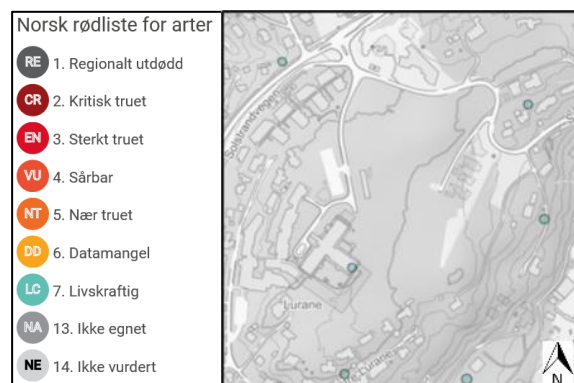 Norsk rødliste for arter
RE 1. Regionalt utdødd
CR 2. Kritisk truet
EN 3. Sterkt truet
VU 4. Sårbar
NT 5. Nær truet
DD 6. Datamangel
LC 7. Livskraftig
NA 13. Ikke egnet
NE 14. Ikke vurdert
Solstrandvegen
Lurane
N